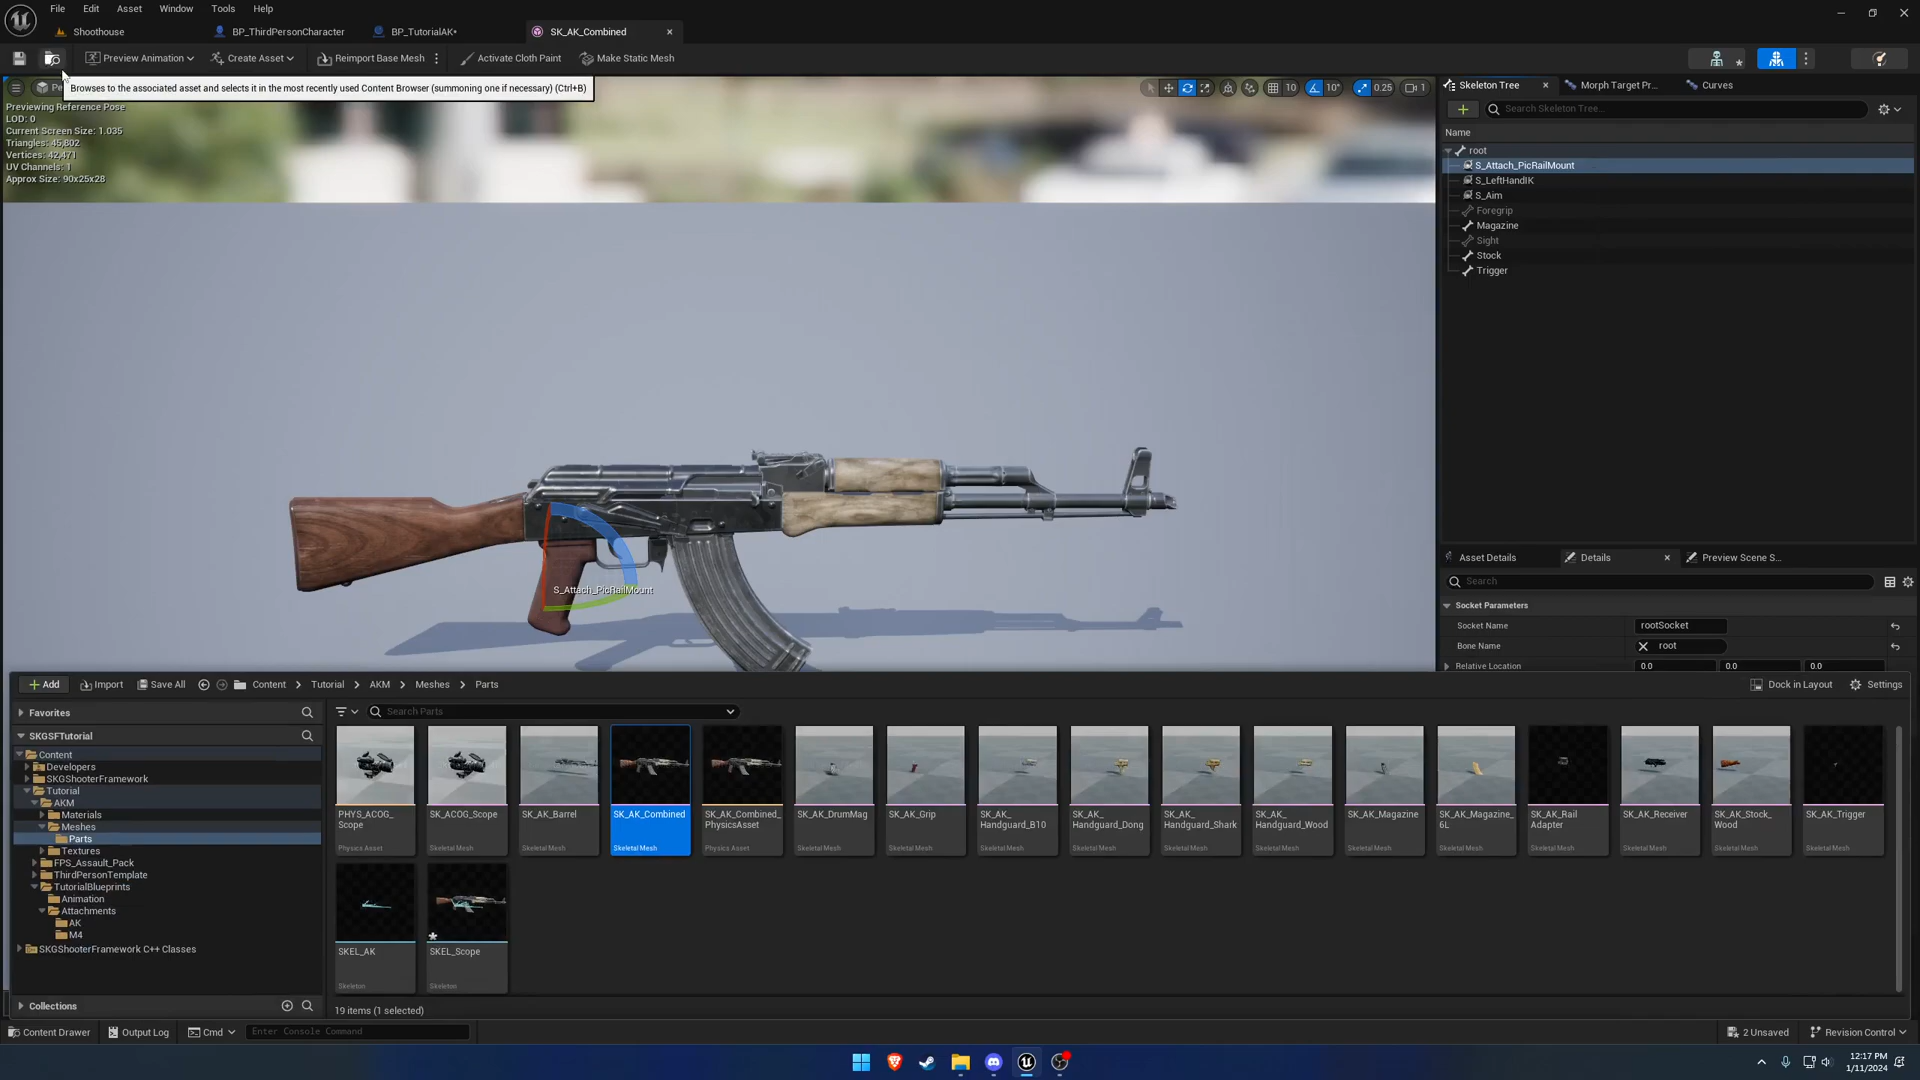 File Edit Asset Window Tools Help
Shoothouse BP_ThirdPersonCharacter BP_TutorialAK• SK_AK_Combined
Preview Animation Create Asset Reimport Base Mesh Activate Cloth Paint Make Static Mesh
Browses to the associated asset and selects it in the most recently used Content Browser (summoning one if necessary) (Ctrl+B)
10 10° 0.25 1
Previewing Reference Pose
LOD: 0
Current Screen Size: 1.035
Triangles: 45,802
Vertices: 42,471
UV Channels: 1
Approx Size: 90x25x28
S_Attach_PicRailMount
Skeleton Tree Morph Target Pr... Curves
Search Skeleton Tree...
Name
root
S_Attach_PicRailMount
S_LeftHandIK
S_Aim
Foregrip
Magazine
Sight
Stock
Trigger
Asset Details Details Preview Scene S...
Search
Socket Parameters
Socket Name rootSocket
Bone Name root
Relative Location 0.0 0.0 0.0
Add Import Save All Content Tutorial AKM Meshes Parts Dock in Layout Settings
Favorites
SKGSFTutorial
Content
Developers
SKGShooterFramework
Tutorial
AKM
Materials
Meshes
Parts
Textures
FPS_Assault_Pack
ThirdPersonTemplate
TutorialBlueprints
Animation
Attachments
AK
M4
SKGShooterFramework C++ Classes
Collections
Search Parts
PHYS_ACOG_
Scope
Physics Asset
SK_ACOG_Scope
Skeletal Mesh
SK_AK_Barrel
Skeletal Mesh
SK_AK_Combined
Skeletal Mesh
SK_AK_Combined_
PhysicsAsset
Physics Asset
SK_AK_DrumMag
Skeletal Mesh
SK_AK_Grip
Skeletal Mesh
SK_AK_
Handguard_B10
Skeletal Mesh
SK_AK_
Handguard_Dong
Skeletal Mesh
SK_AK_
Handguard_Shark
Skeletal Mesh
SK_AK_
Handguard_Wood
Skeletal Mesh
SK_AK_Magazine
Skeletal Mesh
SK_AK_Magazine_
6L
Skeletal Mesh
SK_AK_Rail
Adapter
Skeletal Mesh
SK_AK_Receiver
Skeletal Mesh
SK_AK_Stock_
Wood
Skeletal Mesh
SK_AK_Trigger
Skeletal Mesh
SKEL_AK
Skeleton
SKEL_Scope
Skeleton
19 items (1 selected)
Content Drawer Output Log Cmd Enter Console Command 2 Unsaved Revision Control
12:17 PM
1/11/2024